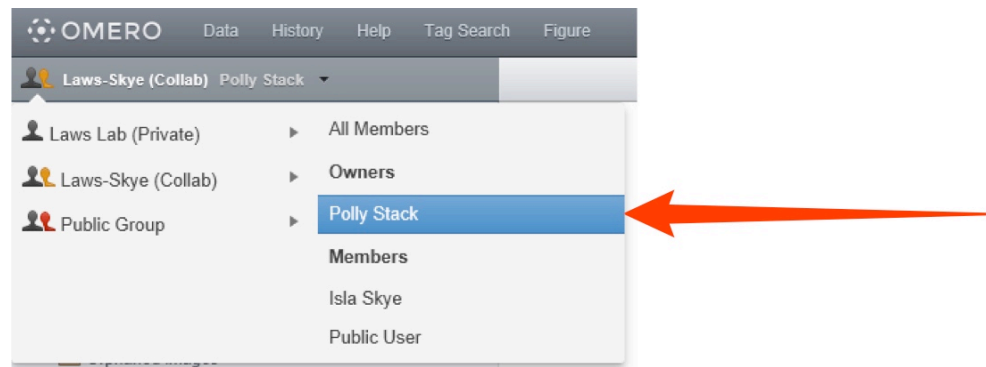 OMERO Data History Help Tag Search Figure
Laws-Skye (Collab) Polly Stack
Laws Lab (Private)
Laws-Skye (Collab)
Public Group
All Members
Owners
Polly Stack
Members
Isla Skye
Public User